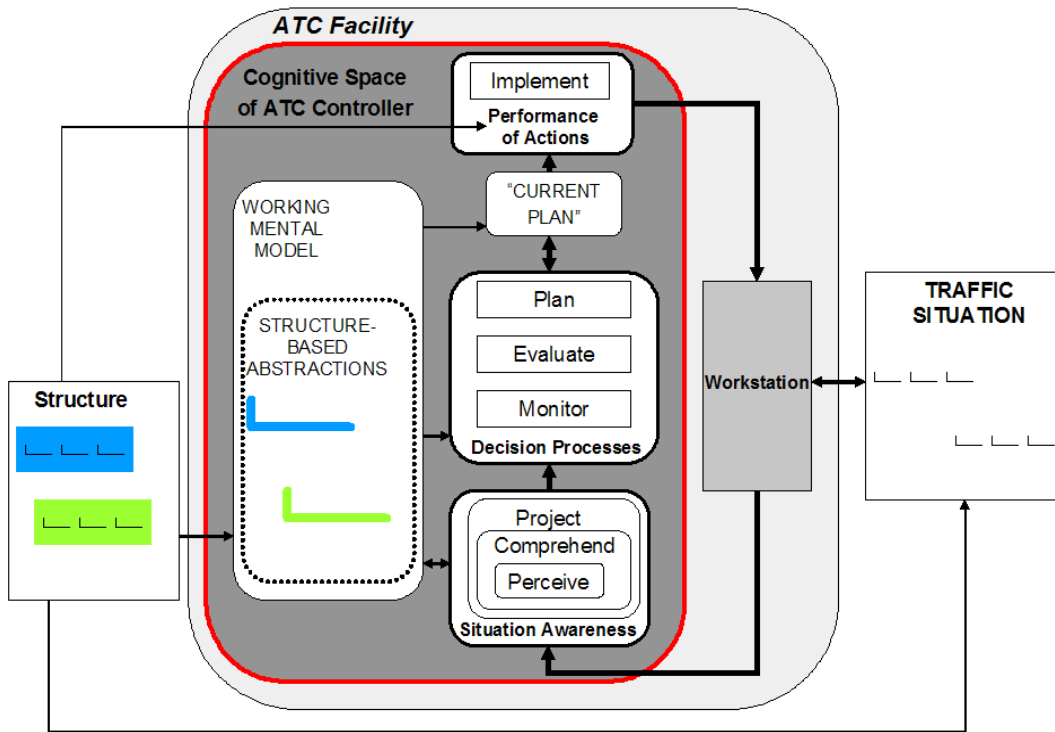 ATC Facility
Cognitive Space
of ATC Controller
Implement
Performance
of Actions
"CURRENT
PLAN"
WORKING
MENTAL
MODEL
STRUCTURE-
BASED
ABSTRACTIONS
Plan
Evaluate
Monitor
Decision Processes
Project
Comprehend
Perceive
Situation Awareness
Structure
Workstation
TRAFFIC
SITUATION